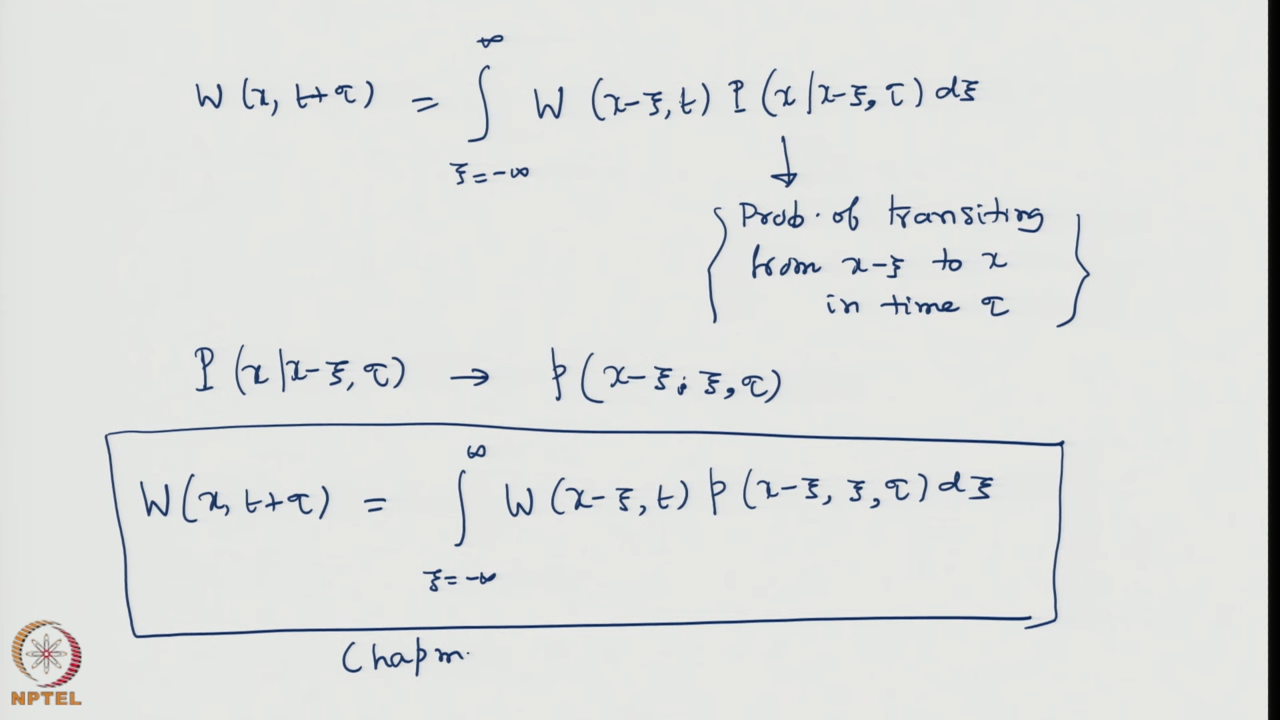 W (x, t+τ) = ∫_{ξ=-∞}^{∞} W (x-ξ, t) P (x | x-ξ, τ) dξ
↓
{ Prob. of transiting
from x-ξ to x
in time τ }
P (x | x-ξ, τ) → p (x-ξ; ξ, τ)
W(x, t+τ) = ∫_{ξ=-∞}^{∞} W (x-ξ, t) p (x-ξ, ξ, τ) dξ
Chapm.
NPTEL